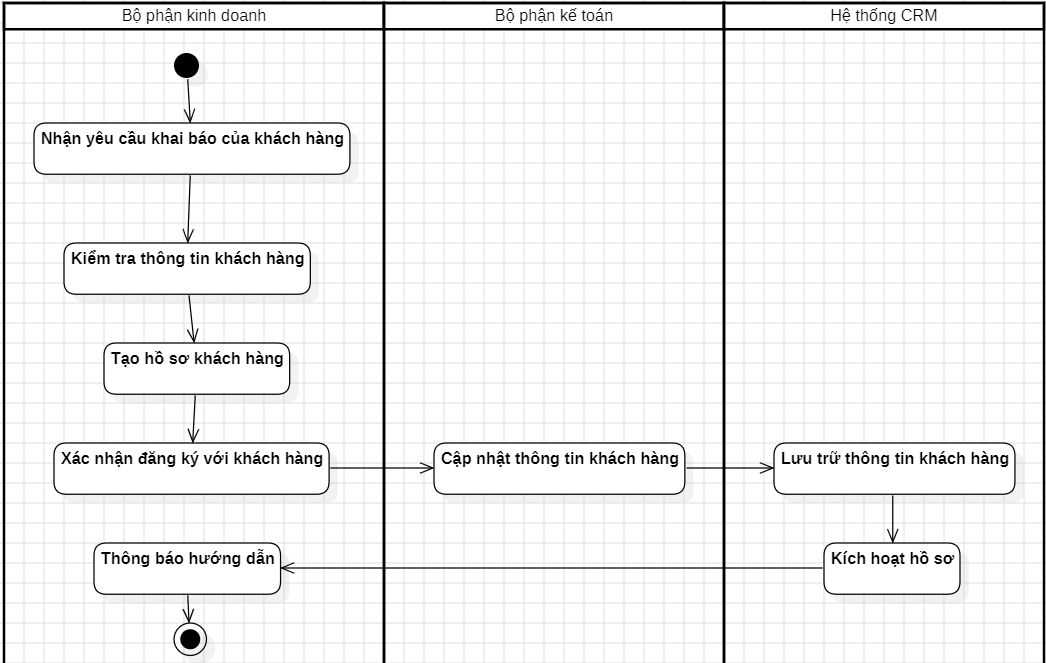 Bộ phận kinh doanh
Bộ phận kế toán
Hệ thống CRM
Nhận yêu cầu khai báo của khách hàng
Kiểm tra thông tin khách hàng
Tạo hồ sơ khách hàng
Xác nhận đăng ký với khách hàng
Cập nhật thông tin khách hàng
Lưu trữ thông tin khách hàng
Thông báo hướng dẫn
Kích hoạt hồ sơ